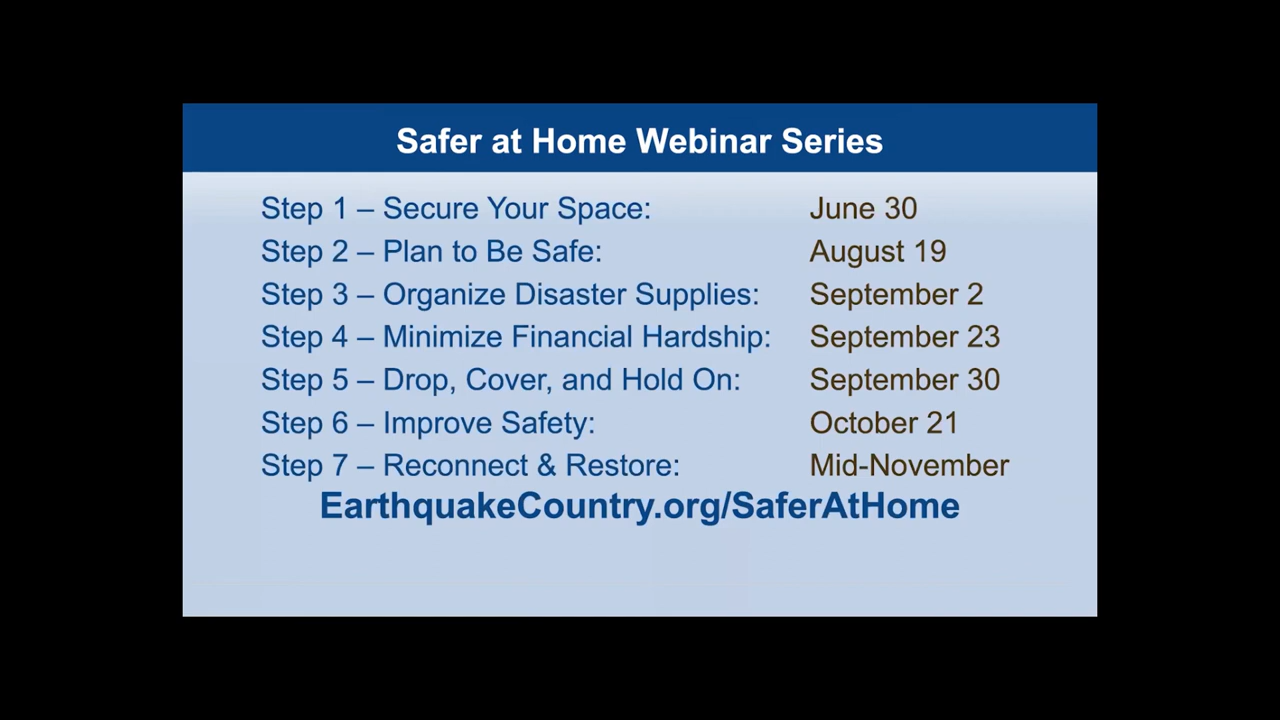 Safer at Home Webinar Series
Step 1 – Secure Your Space: June 30
Step 2 – Plan to Be Safe: August 19
Step 3 – Organize Disaster Supplies: September 2
Step 4 – Minimize Financial Hardship: September 23
Step 5 – Drop, Cover, and Hold On: September 30
Step 6 – Improve Safety: October 21
Step 7 – Reconnect & Restore: Mid-November
EarthquakeCountry.org/SaferAtHome